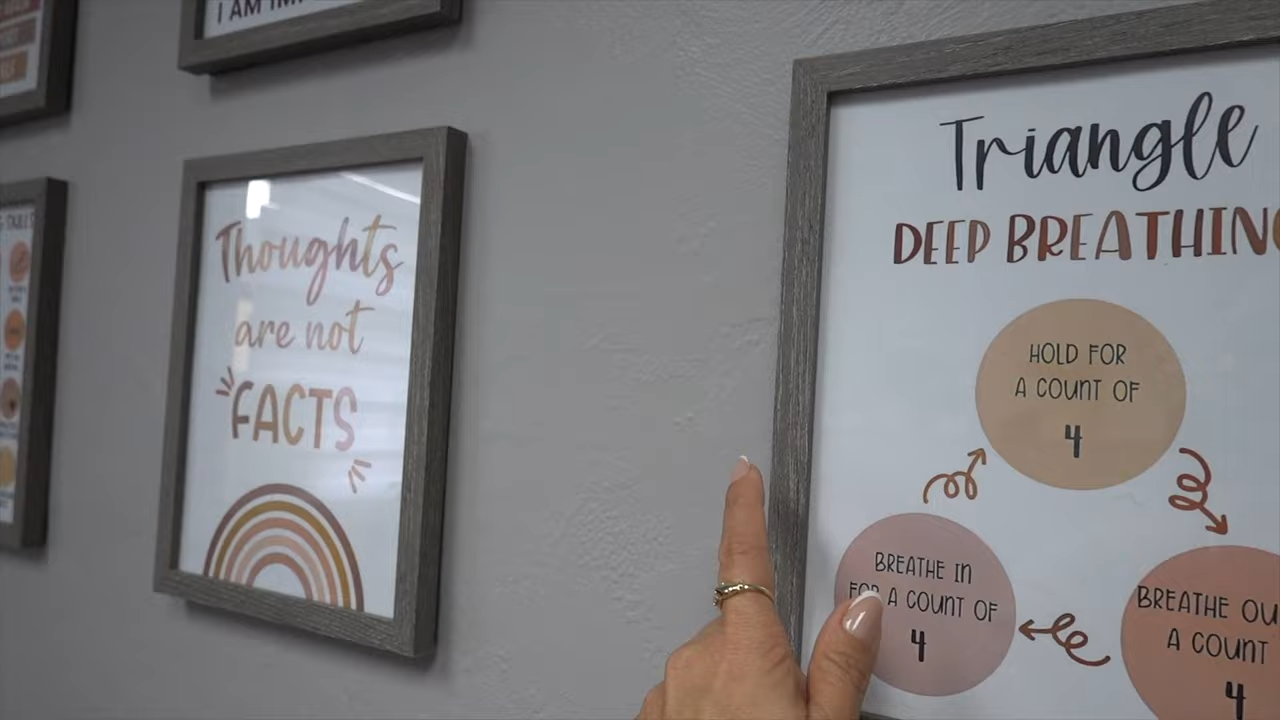 I AM
Thoughts
are not
FACTS
Triangle
DEEP BREATHING
HOLD FOR
A COUNT OF
4
BREATHE IN
FOR A COUNT OF
4
BREATHE OU
A COUNT
4